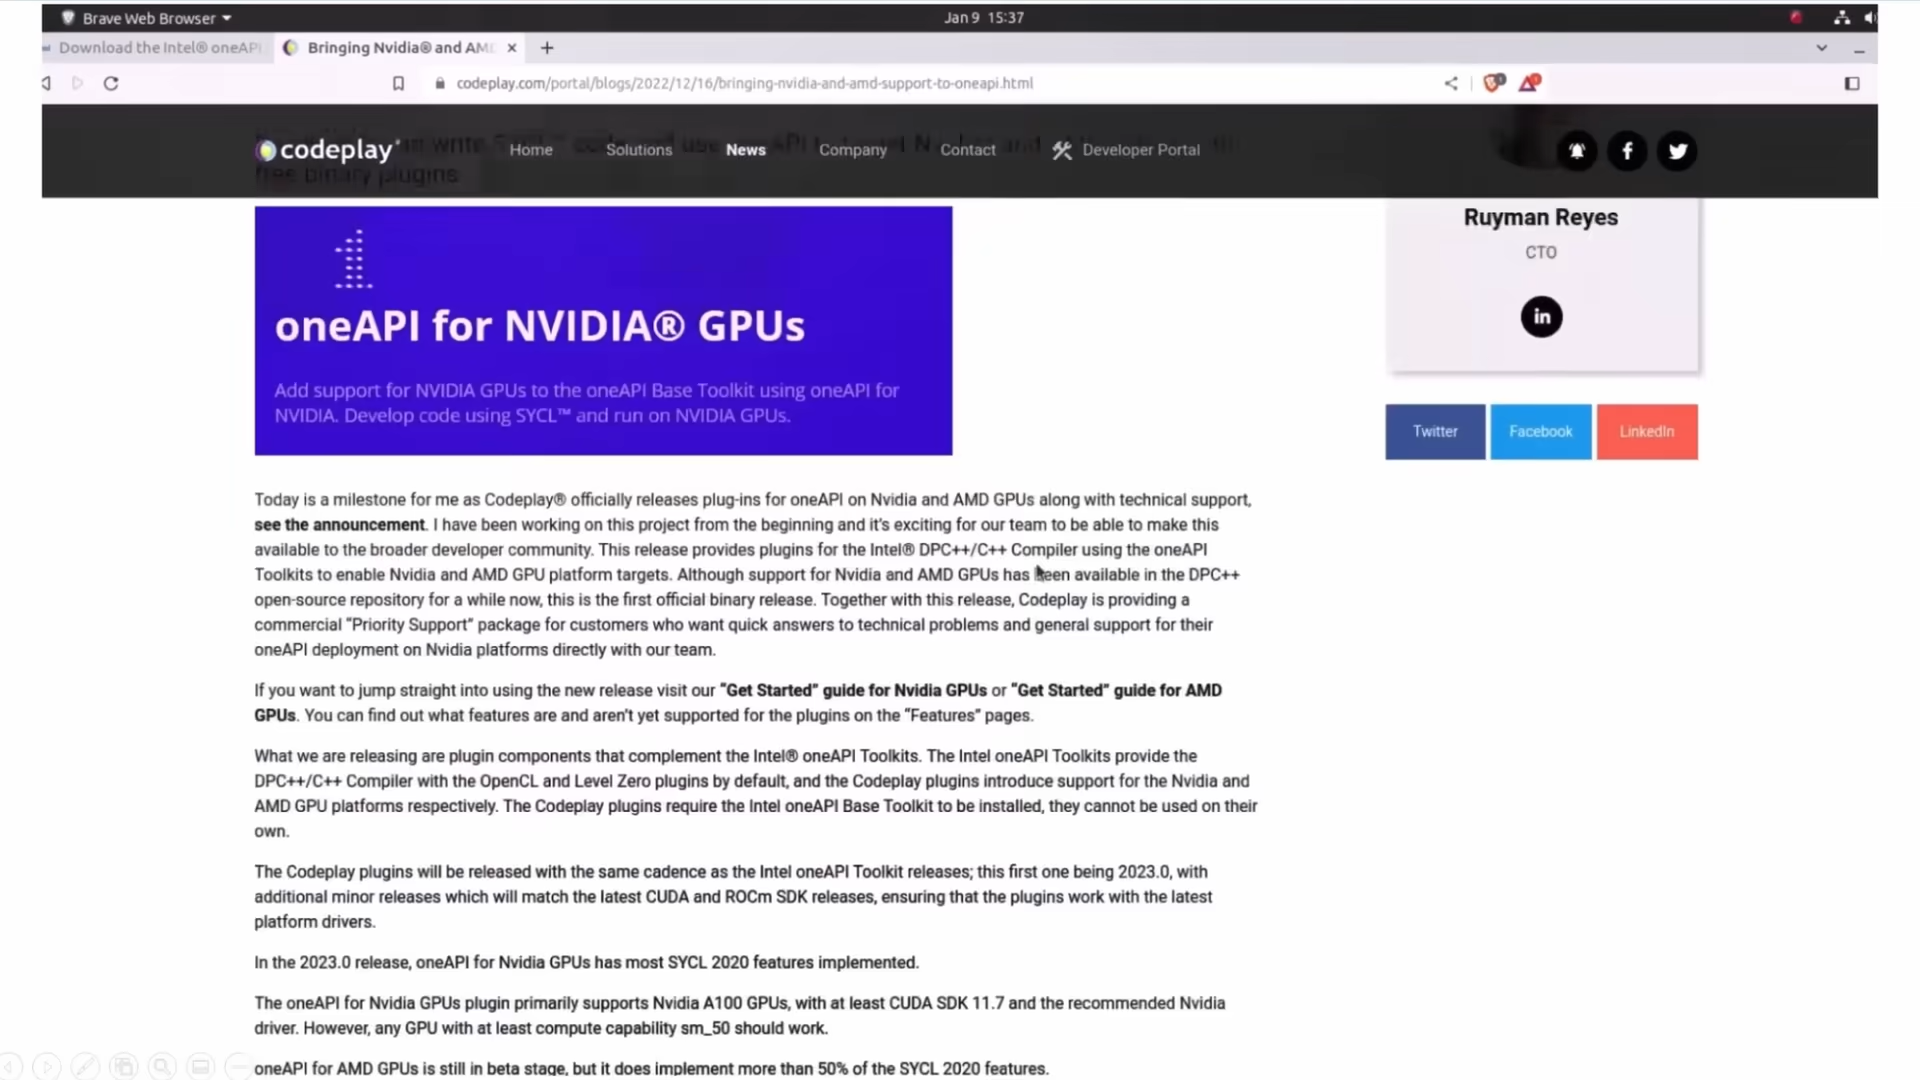 Brave Web Browser
Jan 9 15:37
Download the Intel® oneAPI
Bringing Nvidia® and AM
codeplay.com/portal/blogs/2022/12/16/bringing-nvidia-and-amd-support-to-oneapi.html
codeplay
Home
Solutions
News
Company
Contact
Developer Portal
free binary plugins
Ruyman Reyes
CTO
in
oneAPI for NVIDIA® GPUs
Add support for NVIDIA GPUs to the oneAPI Base Toolkit using oneAPI for
NVIDIA. Develop code using SYCL™ and run on NVIDIA GPUs.
Twitter
Facebook
LinkedIn
Today is a milestone for me as Codeplay® officially releases plug-ins for oneAPI on Nvidia and AMD GPUs along with technical support,
see the announcement. I have been working on this project from the beginning and it's exciting for our team to be able to make this
available to the broader developer community. This release provides plugins for the Intel® DPC++/C++ Compiler using the oneAPI
Toolkits to enable Nvidia and AMD GPU platform targets. Although support for Nvidia and AMD GPUs has been available in the DPC++
open-source repository for a while now, this is the first official binary release. Together with this release, Codeplay is providing a
commercial “Priority Support” package for customers who want quick answers to technical problems and general support for their
oneAPI deployment on Nvidia platforms directly with our team.
If you want to jump straight into using the new release visit our “Get Started” guide for Nvidia GPUs or “Get Started” guide for AMD
GPUs. You can find out what features are and aren't yet supported for the plugins on the “Features” pages.
What we are releasing are plugin components that complement the Intel® oneAPI Toolkits. The Intel oneAPI Toolkits provide the
DPC++/C++ Compiler with the OpenCL and Level Zero plugins by default, and the Codeplay plugins introduce support for the Nvidia and
AMD GPU platforms respectively. The Codeplay plugins require the Intel oneAPI Base Toolkit to be installed, they cannot be used on their
own.
The Codeplay plugins will be released with the same cadence as the Intel oneAPI Toolkit releases; this first one being 2023.0, with
additional minor releases which will match the latest CUDA and ROCm SDK releases, ensuring that the plugins work with the latest
platform drivers.
In the 2023.0 release, oneAPI for Nvidia GPUs has most SYCL 2020 features implemented.
The oneAPI for Nvidia GPUs plugin primarily supports Nvidia A100 GPUs, with at least CUDA SDK 11.7 and the recommended Nvidia
driver. However, any GPU with at least compute capability sm_50 should work.
oneAPI for AMD GPUs is still in beta stage, but it does implement more than 50% of the SYCL 2020 features.